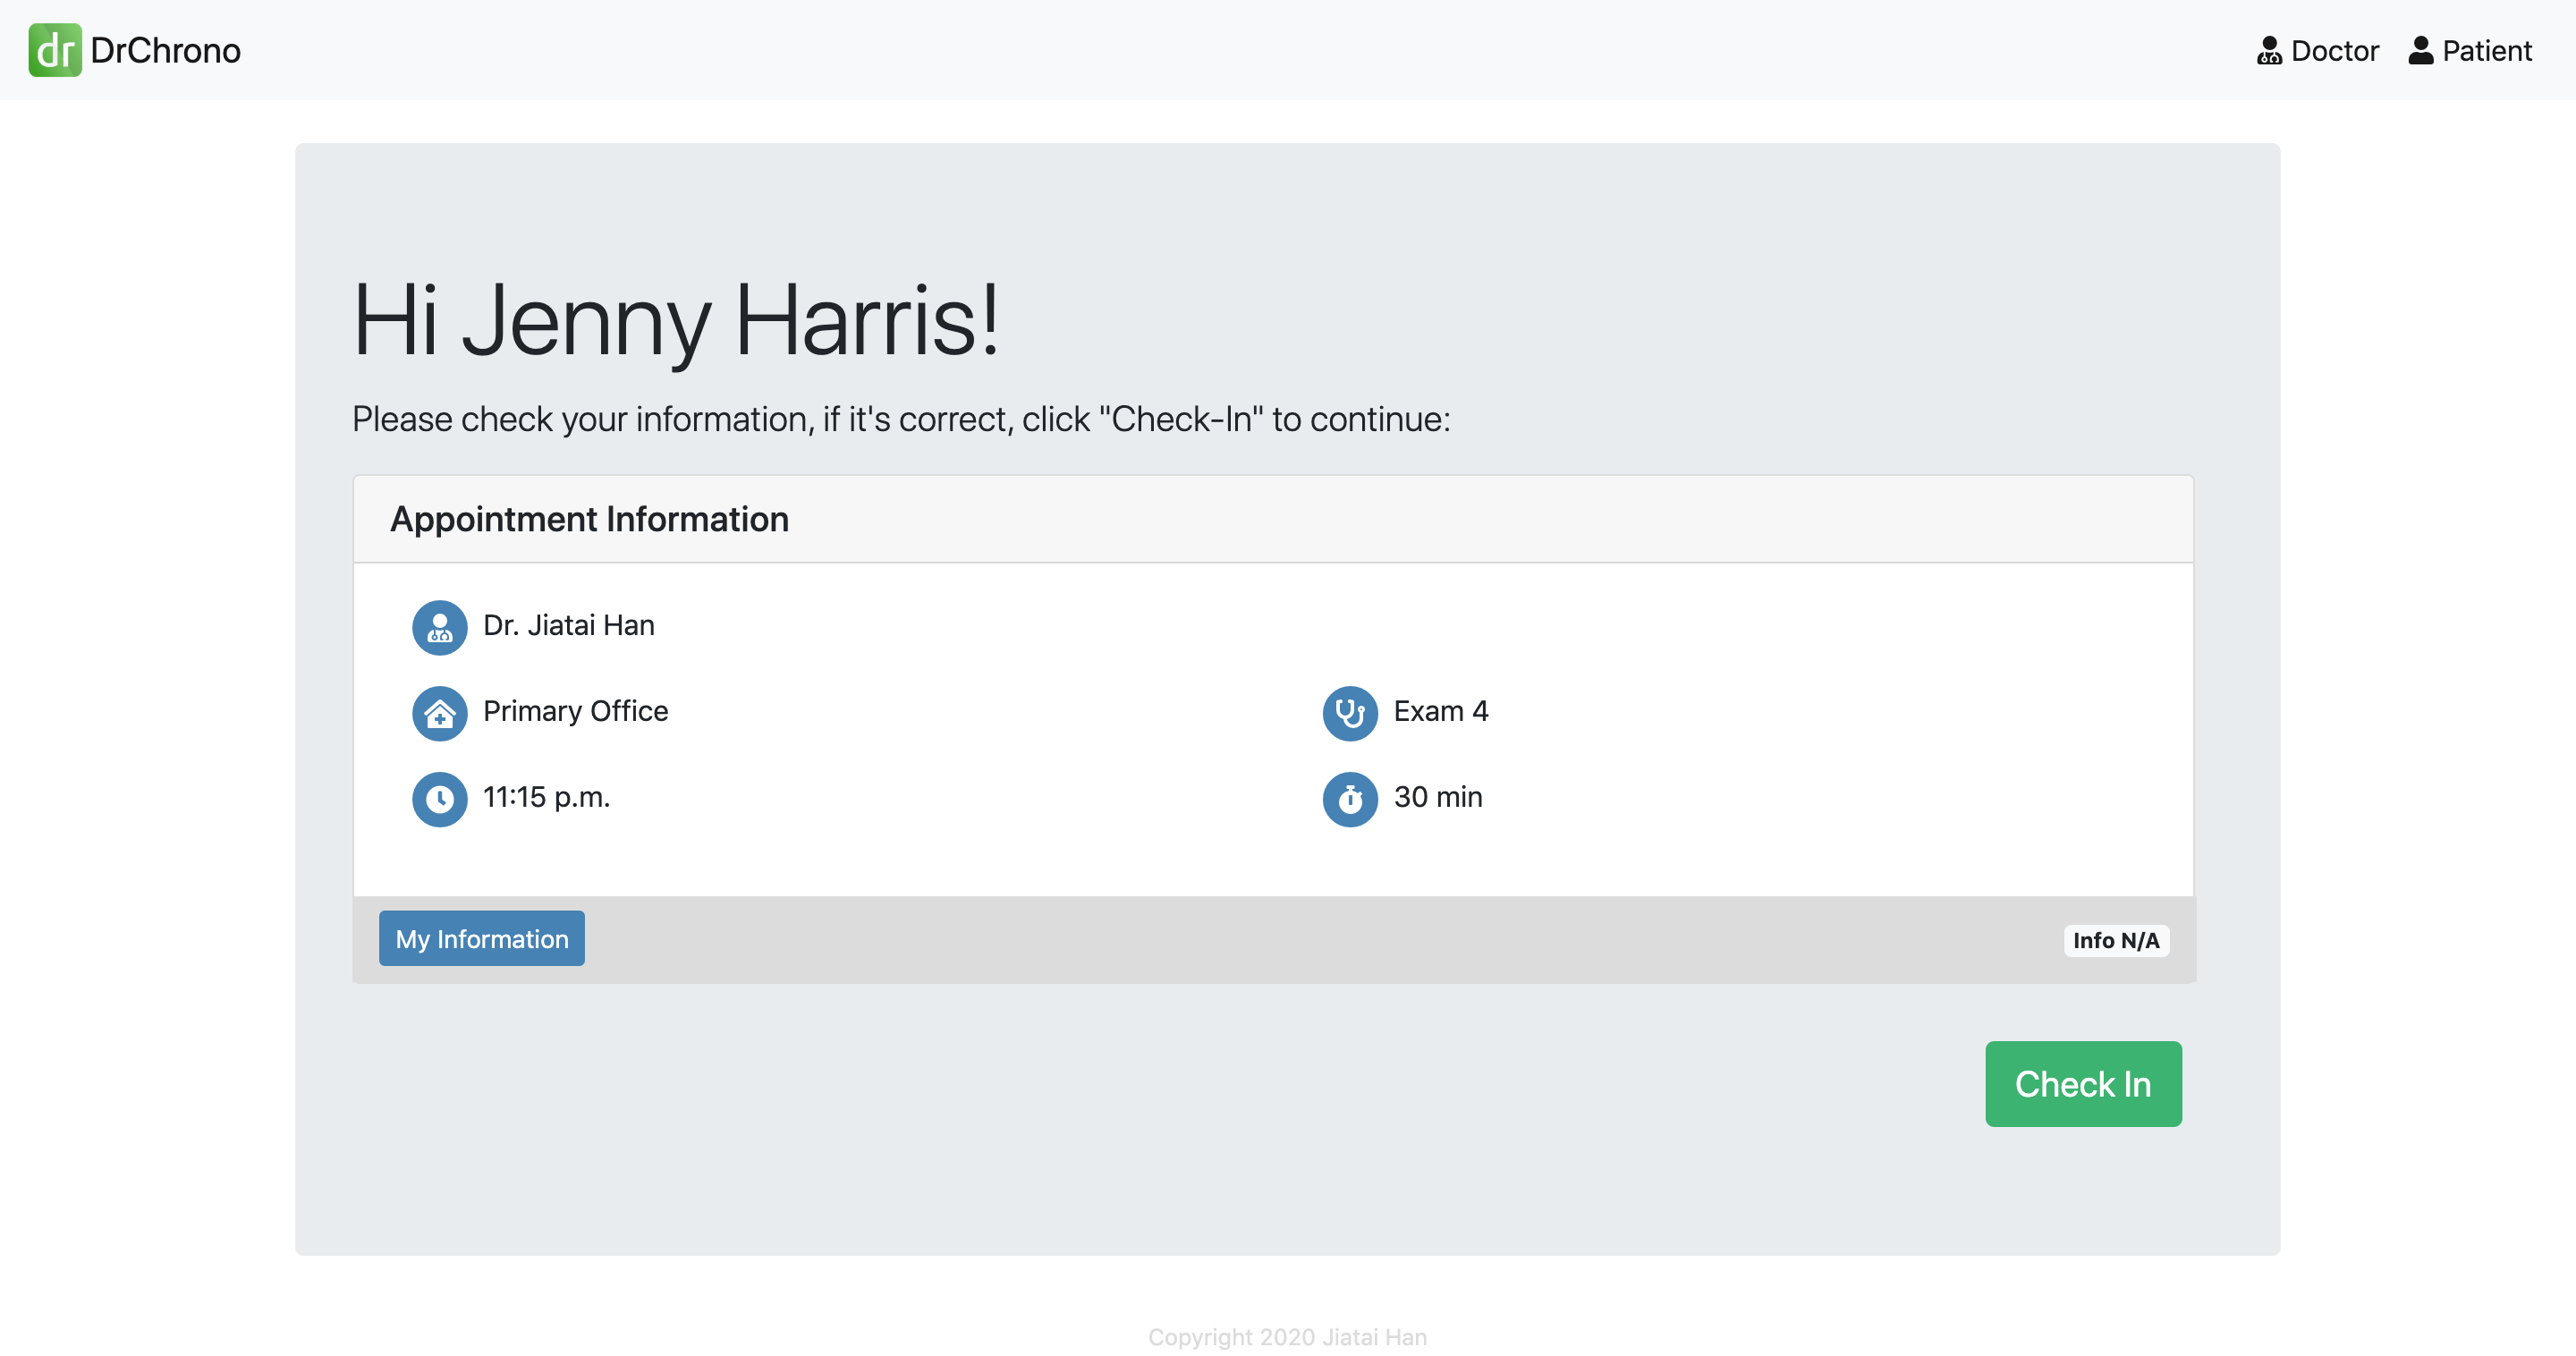 dr DrChrono
Doctor Patient
Hi Jenny Harris!
Please check your information, if it's correct, click "Check-In" to continue:
Appointment Information
Dr. Jiatai Han
Primary Office
Exam 4
11:15 p.m.
30 min
My Information
Info N/A
Check In
Copyright 2020 Jiatai Han